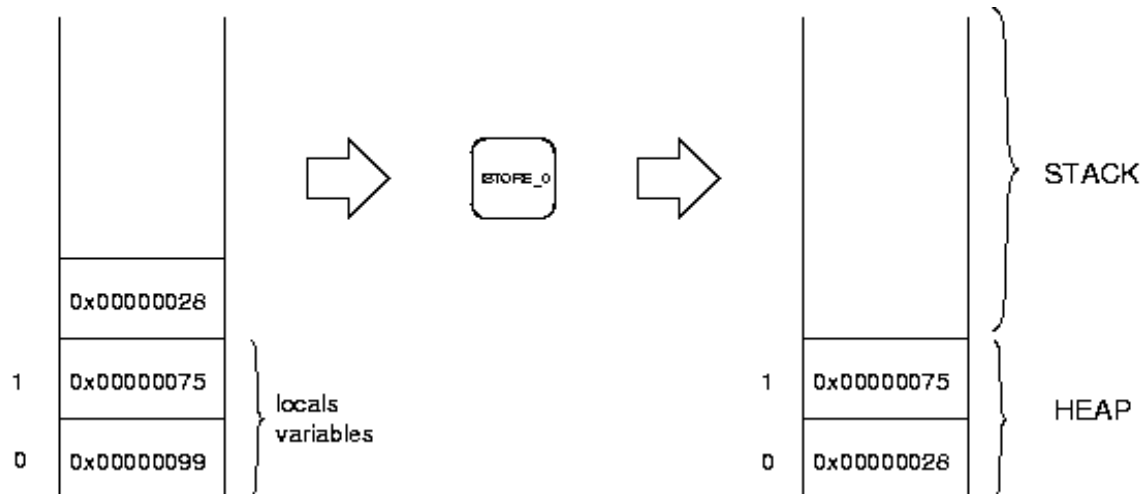 ISTORE_0
STACK
0x00000028
1 0x00000075
locals
variables
0 0x00000099
1 0x00000075
HEAP
0 0x00000028